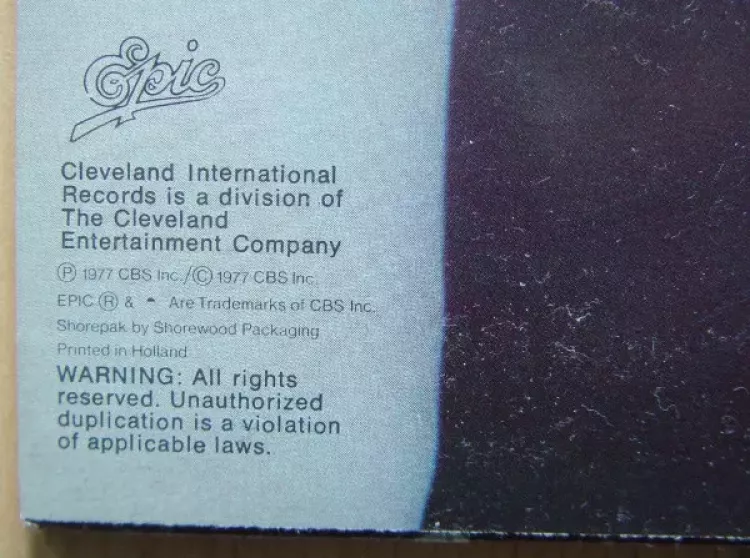 Epic
Cleveland International
Records is a division of
The Cleveland
Entertainment Company
Ⓟ 1977 CBS Inc./Ⓒ 1977 CBS Inc.
EPIC Ⓡ & Are Trademarks of CBS Inc.
Shorepak by Shorewood Packaging
Printed in Holland
WARNING: All rights
reserved. Unauthorized
duplication is a violation
of applicable laws.